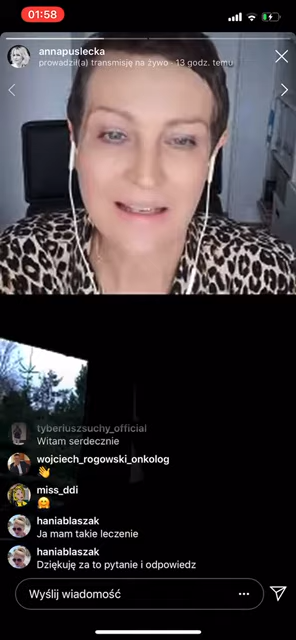 01:58
annapuslecka
prowadził(a) transmisję na żywo · 13 godz. temu
tyberiuszsuchy_official
Witam serdecznie
wojciech_rogowski_onkolog
👋
miss_ddi
🤗
haniablaszak
Ja mam takie leczenie
haniablaszak
Dziękuję za to pytanie i odpowiedz
Wyślij wiadomość